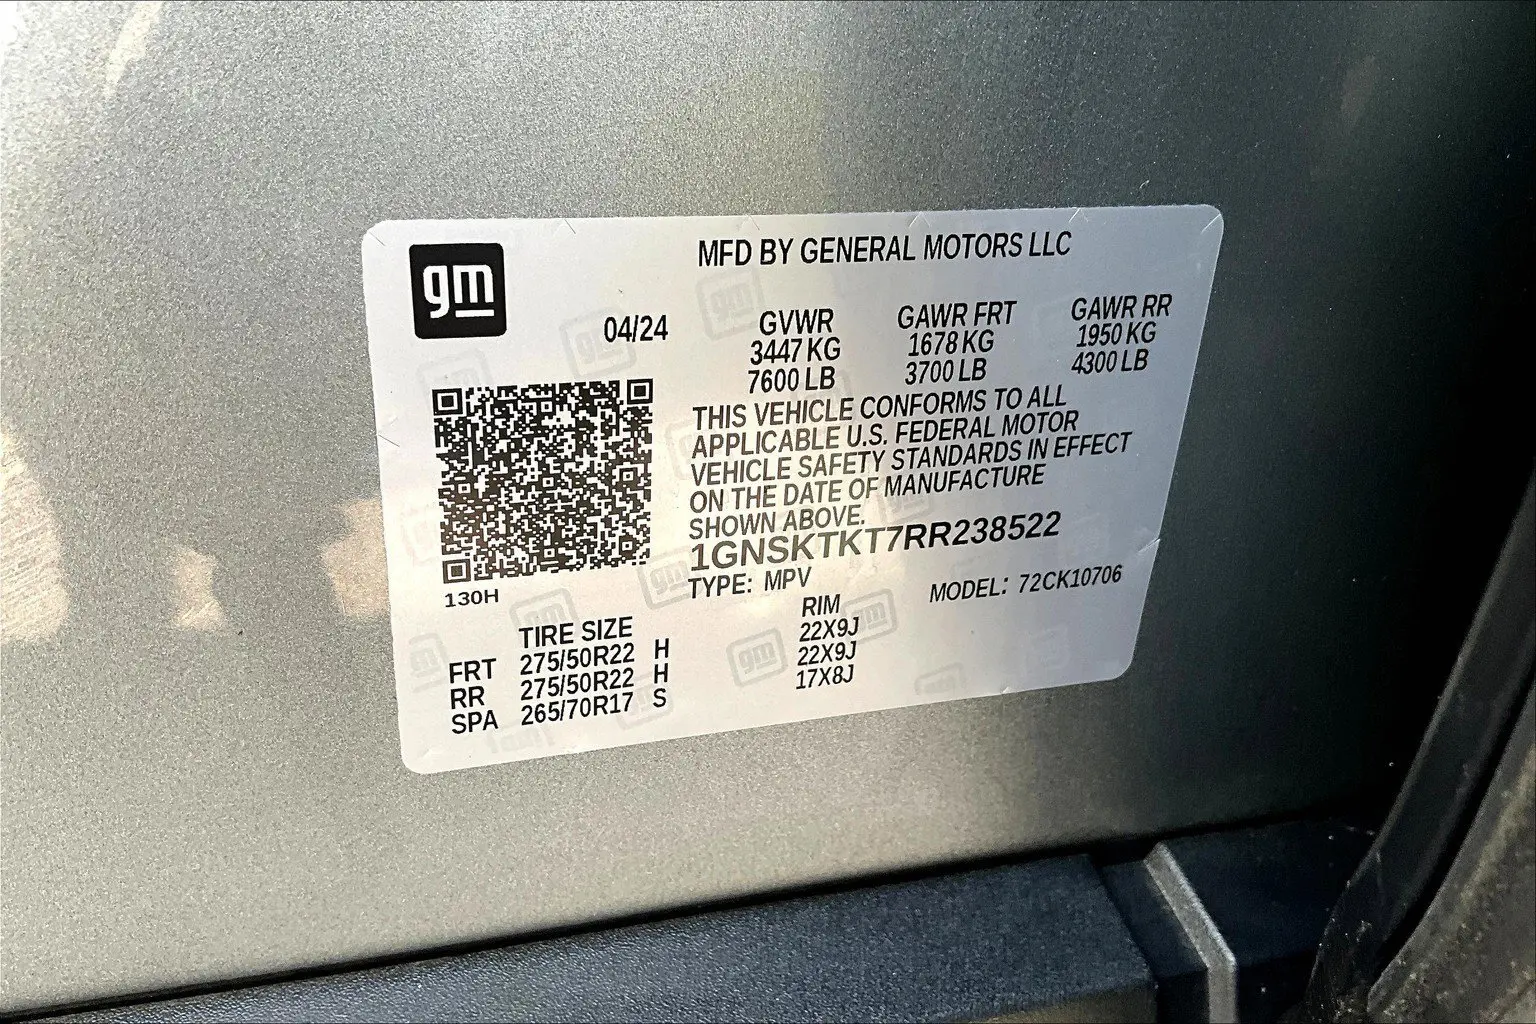 gm
MFD BY GENERAL MOTORS LLC
04/24
GVWR
3447 KG
7600 LB
GAWR FRT
1678 KG
3700 LB
GAWR RR
1950 KG
4300 LB
THIS VEHICLE CONFORMS TO ALL
APPLICABLE U.S. FEDERAL MOTOR
VEHICLE SAFETY STANDARDS IN EFFECT
ON THE DATE OF MANUFACTURE
SHOWN ABOVE.
1GNSKTKT7RR238522
TYPE: MPV
MODEL: 72CK10706
130H
TIRE SIZE
RIM
FRT 275/50R22 H 22X9J
RR 275/50R22 H 22X9J
SPA 265/70R17 S 17X8J